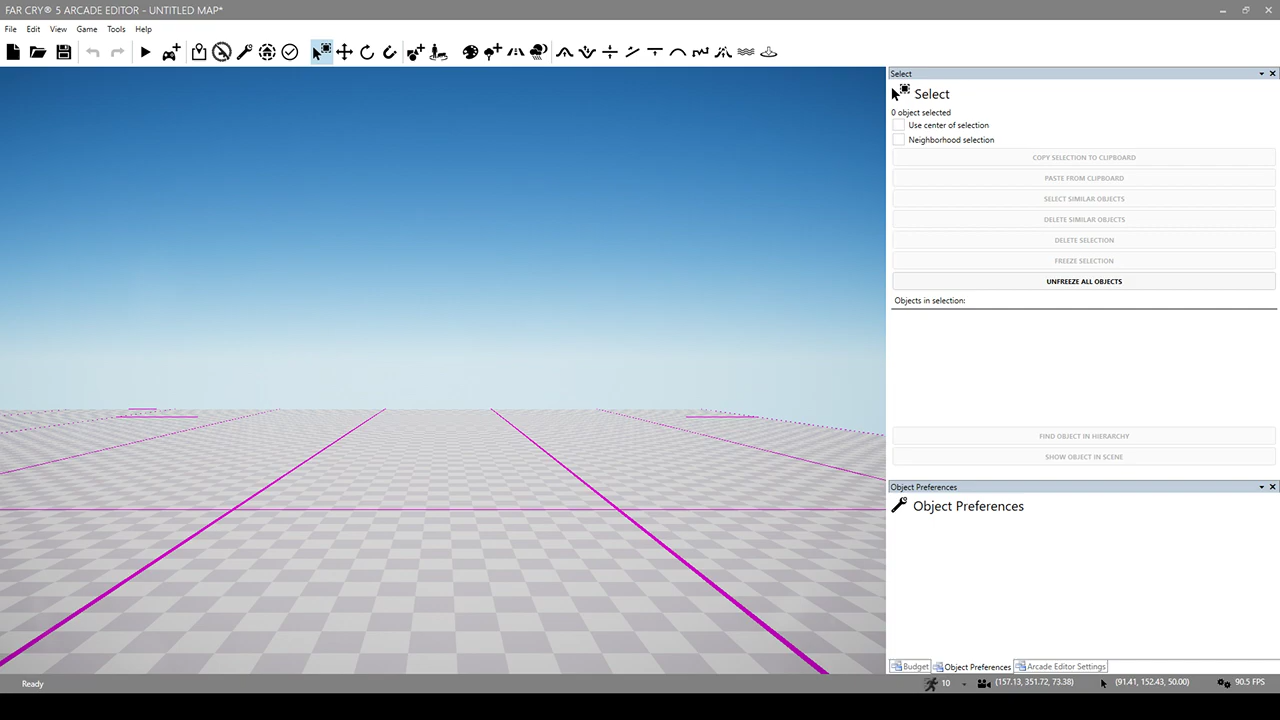 FAR CRY® 5 ARCADE EDITOR - UNTITLED MAP*
File Edit View Game Tools Help
Select
Select
0 object selected
Use center of selection
Neighborhood selection
COPY SELECTION TO CLIPBOARD
PASTE FROM CLIPBOARD
SELECT SIMILAR OBJECTS
DELETE SIMILAR OBJECTS
DELETE SELECTION
FREEZE SELECTION
UNFREEZE ALL OBJECTS
Objects in selection:
FIND OBJECT IN HIERARCHY
SHOW OBJECT IN SCENE
Object Preferences
Object Preferences
Budget Object Preferences Arcade Editor Settings
Ready 10 (157.13, 351.72, 73.38) (91.41, 152.43, 50.00) 90.5 FPS